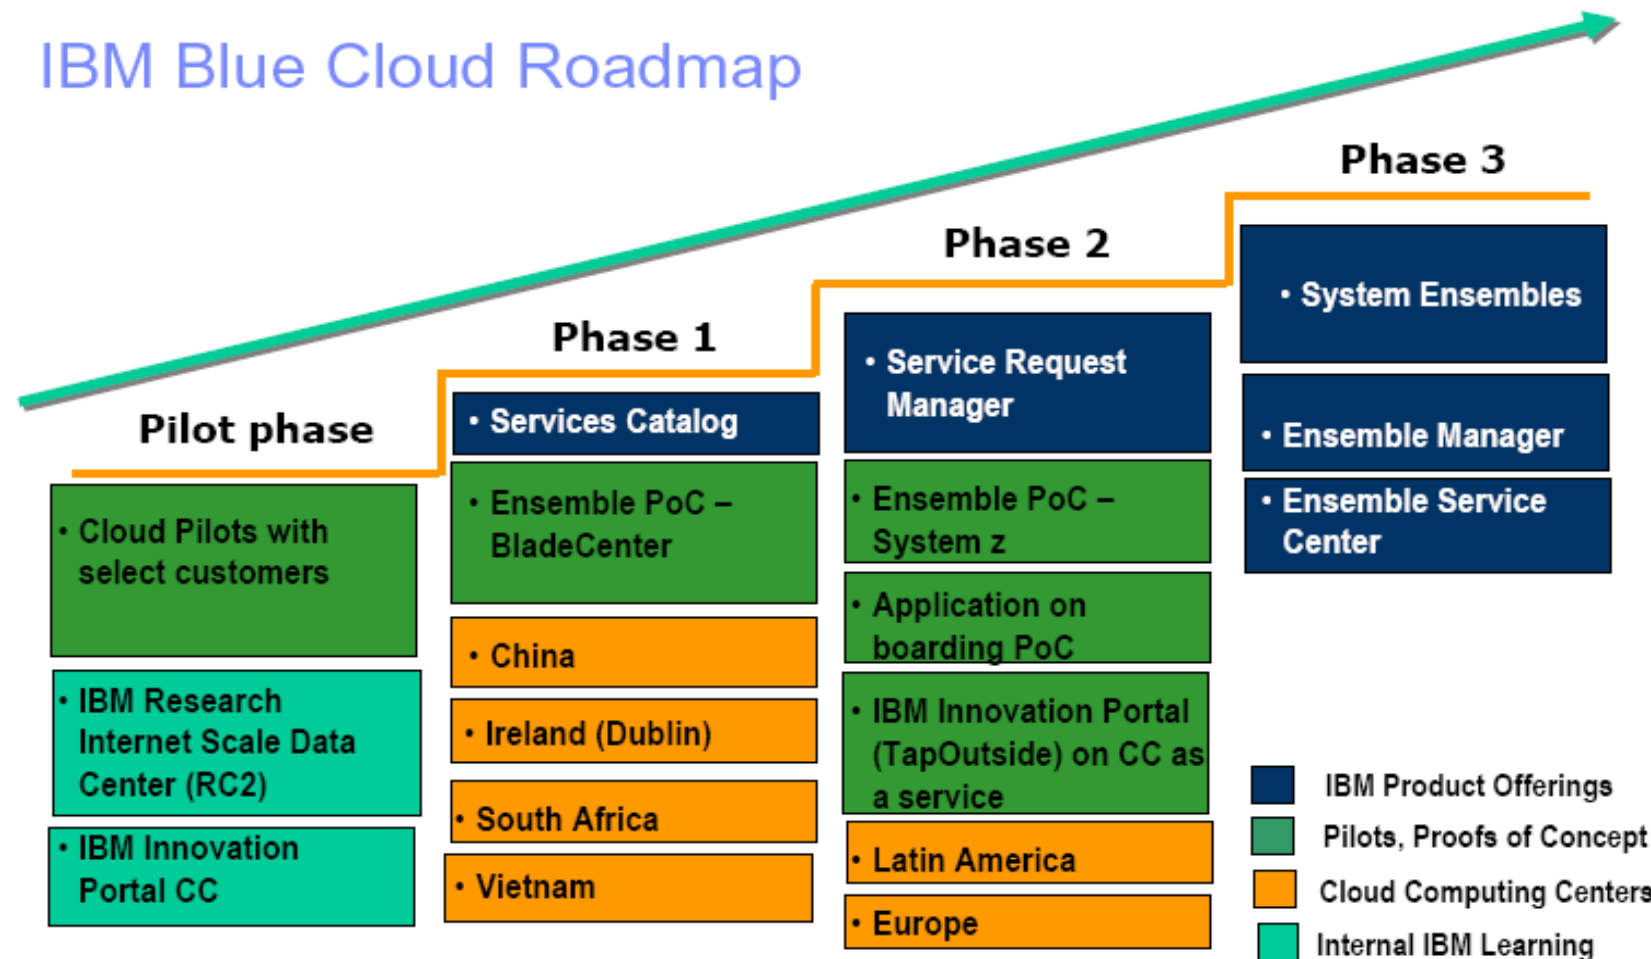 IBM Blue Cloud Roadmap
Pilot phase
• Cloud Pilots with
select customers
• IBM Research
Internet Scale Data
Center (RC2)
• IBM Innovation
Portal CC
Phase 1
• Services Catalog
• Ensemble PoC –
BladeCenter
• China
• Ireland (Dublin)
• South Africa
• Vietnam
Phase 2
• Service Request
Manager
• Ensemble PoC –
System z
• Application on
boarding PoC
• IBM Innovation Portal
(TapOutside) on CC as
a service
• Latin America
• Europe
Phase 3
• System Ensembles
• Ensemble Manager
• Ensemble Service
Center
IBM Product Offerings
Pilots, Proofs of Concept
Cloud Computing Centers
Internal IBM Learning